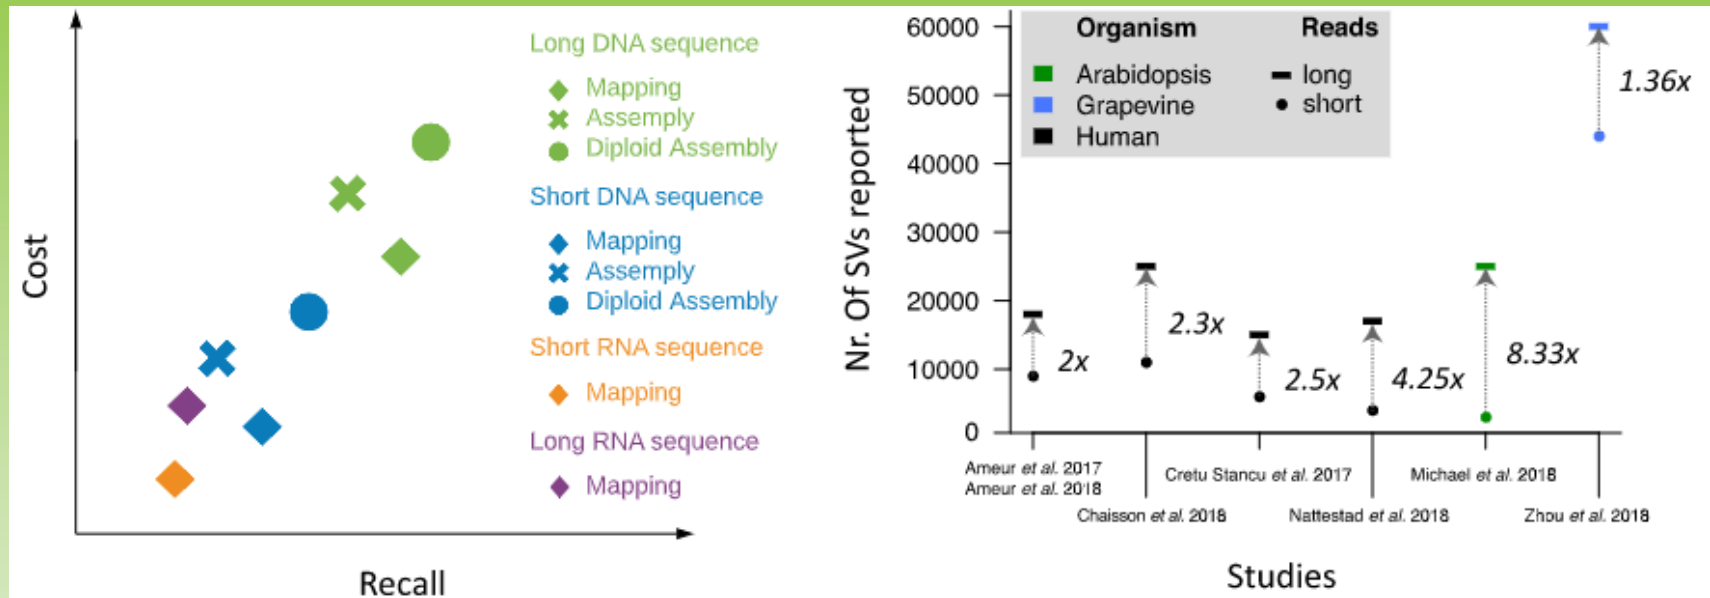 Long DNA sequence
Mapping
Assemply
Diploid Assembly
Short DNA sequence
Mapping
Assemply
Diploid Assembly
Short RNA sequence
Mapping
Long RNA sequence
Mapping
Cost
Recall
Nr. Of SVs reported
60000
50000
40000
30000
20000
10000
0
Organism
Arabidopsis
Grapevine
Human
Reads
long
short
2x
2.3x
2.5x
4.25x
8.33x
1.36x
Ameur et al. 2017
Ameur et al. 2018
Chaisson et al. 2018
Cretu Stancu et al. 2017
Nattestad et al. 2018
Michael et al. 2018
Zhou et al. 2018
Studies